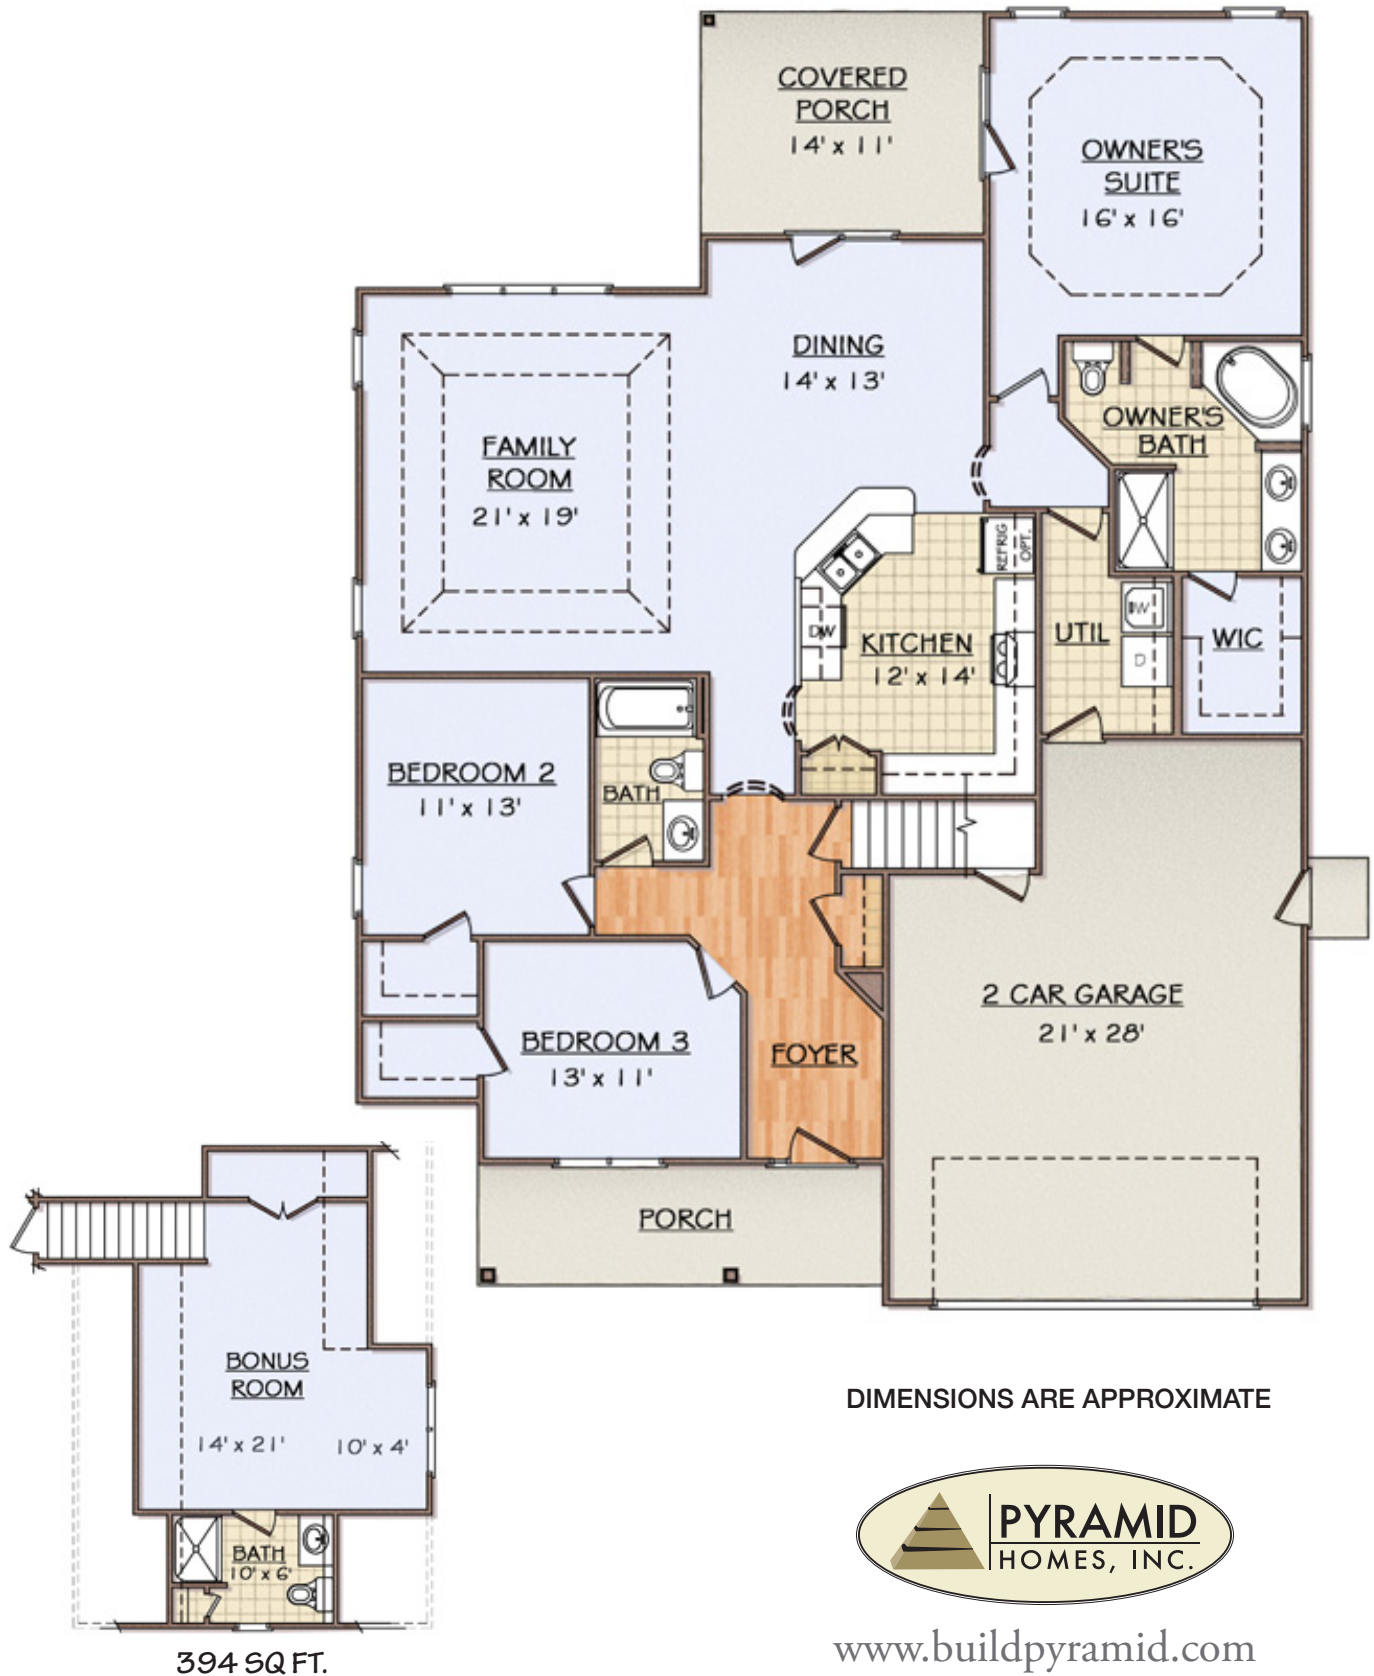 COVERED
PORCH
14' x 11'
OWNER'S
SUITE
16' x 16'
DINING
14' x 13'
FAMILY
ROOM
21' x 19'
OWNER'S
BATH
REFRIG
OPT.
DW
KITCHEN
12' x 14'
UTIL
W
D
WIC
BEDROOM 2
11' x 13'
BATH
2 CAR GARAGE
21' x 28'
BEDROOM 3
13' x 11'
FOYER
PORCH
BONUS
ROOM
14' x 21'
10' x 4'
BATH
10' x 6'
394 SQ FT.
DIMENSIONS ARE APPROXIMATE
PYRAMID
HOMES, INC.
www.buildpyramid.com